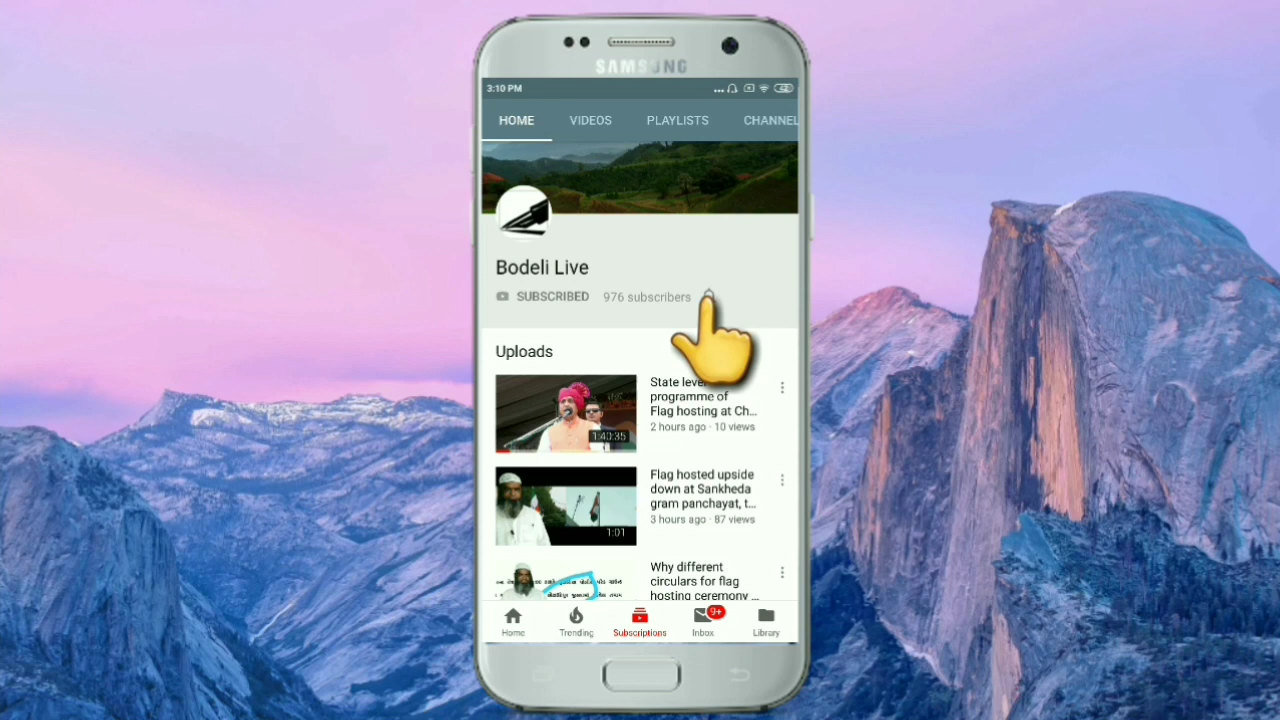 SAMSUNG
3:10 PM
HOME VIDEOS PLAYLISTS CHANNEL
Bodeli Live
SUBSCRIBED 976 subscribers
Uploads
State
programme of
Flag hosting at Ch...
2 hours ago · 10 views
1:40:35
Flag hosted upside
down at Sankheda
gram panchayat, t...
3 hours ago · 87 views
1:01
Why different
circulars for flag
hosting ceremony ...
9+
Home Trending Subscriptions Inbox Library